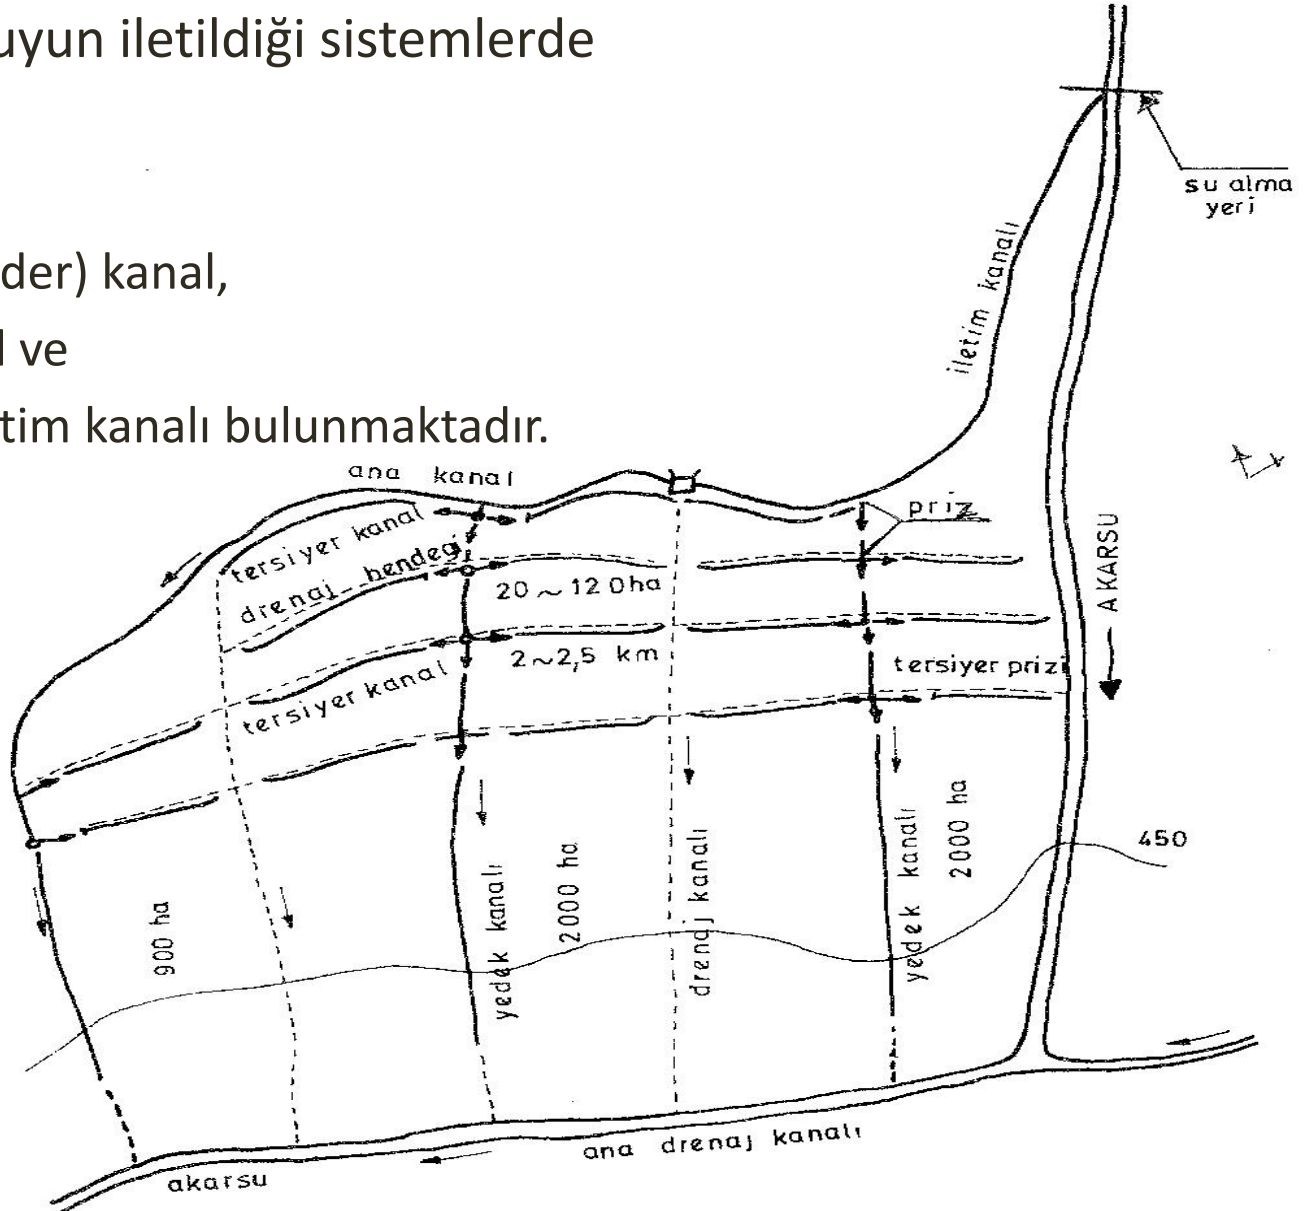 uyun iletildiği sistemlerde
der) kanal,
ve
tim kanalı bulunmaktadır.
su alma
yeri
iletim kanalı
ana kanal
priz
tersiyer kanal
drenaj hendeği
20 ~ 120 ha
2~2,5 km
tersiyer kanal
tersiyer prizi
AKARSU
450
900 ha
yedek kanalı
2000 ha
drenaj kanalı
yedek kanalı
2000 ha
ana drenaj kanalı
akarsu